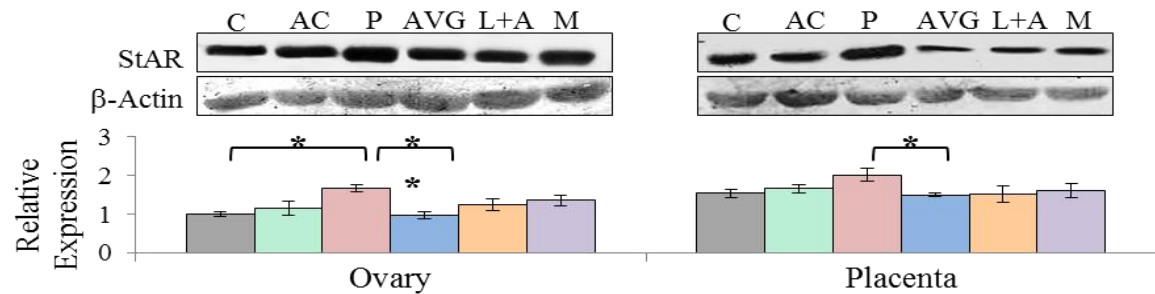 C AC P AVG L+A M C AC P AVG L+A M
StAR
β-Actin
3
2
1
0
Relative
Expression
* *
*
*
Ovary Placenta